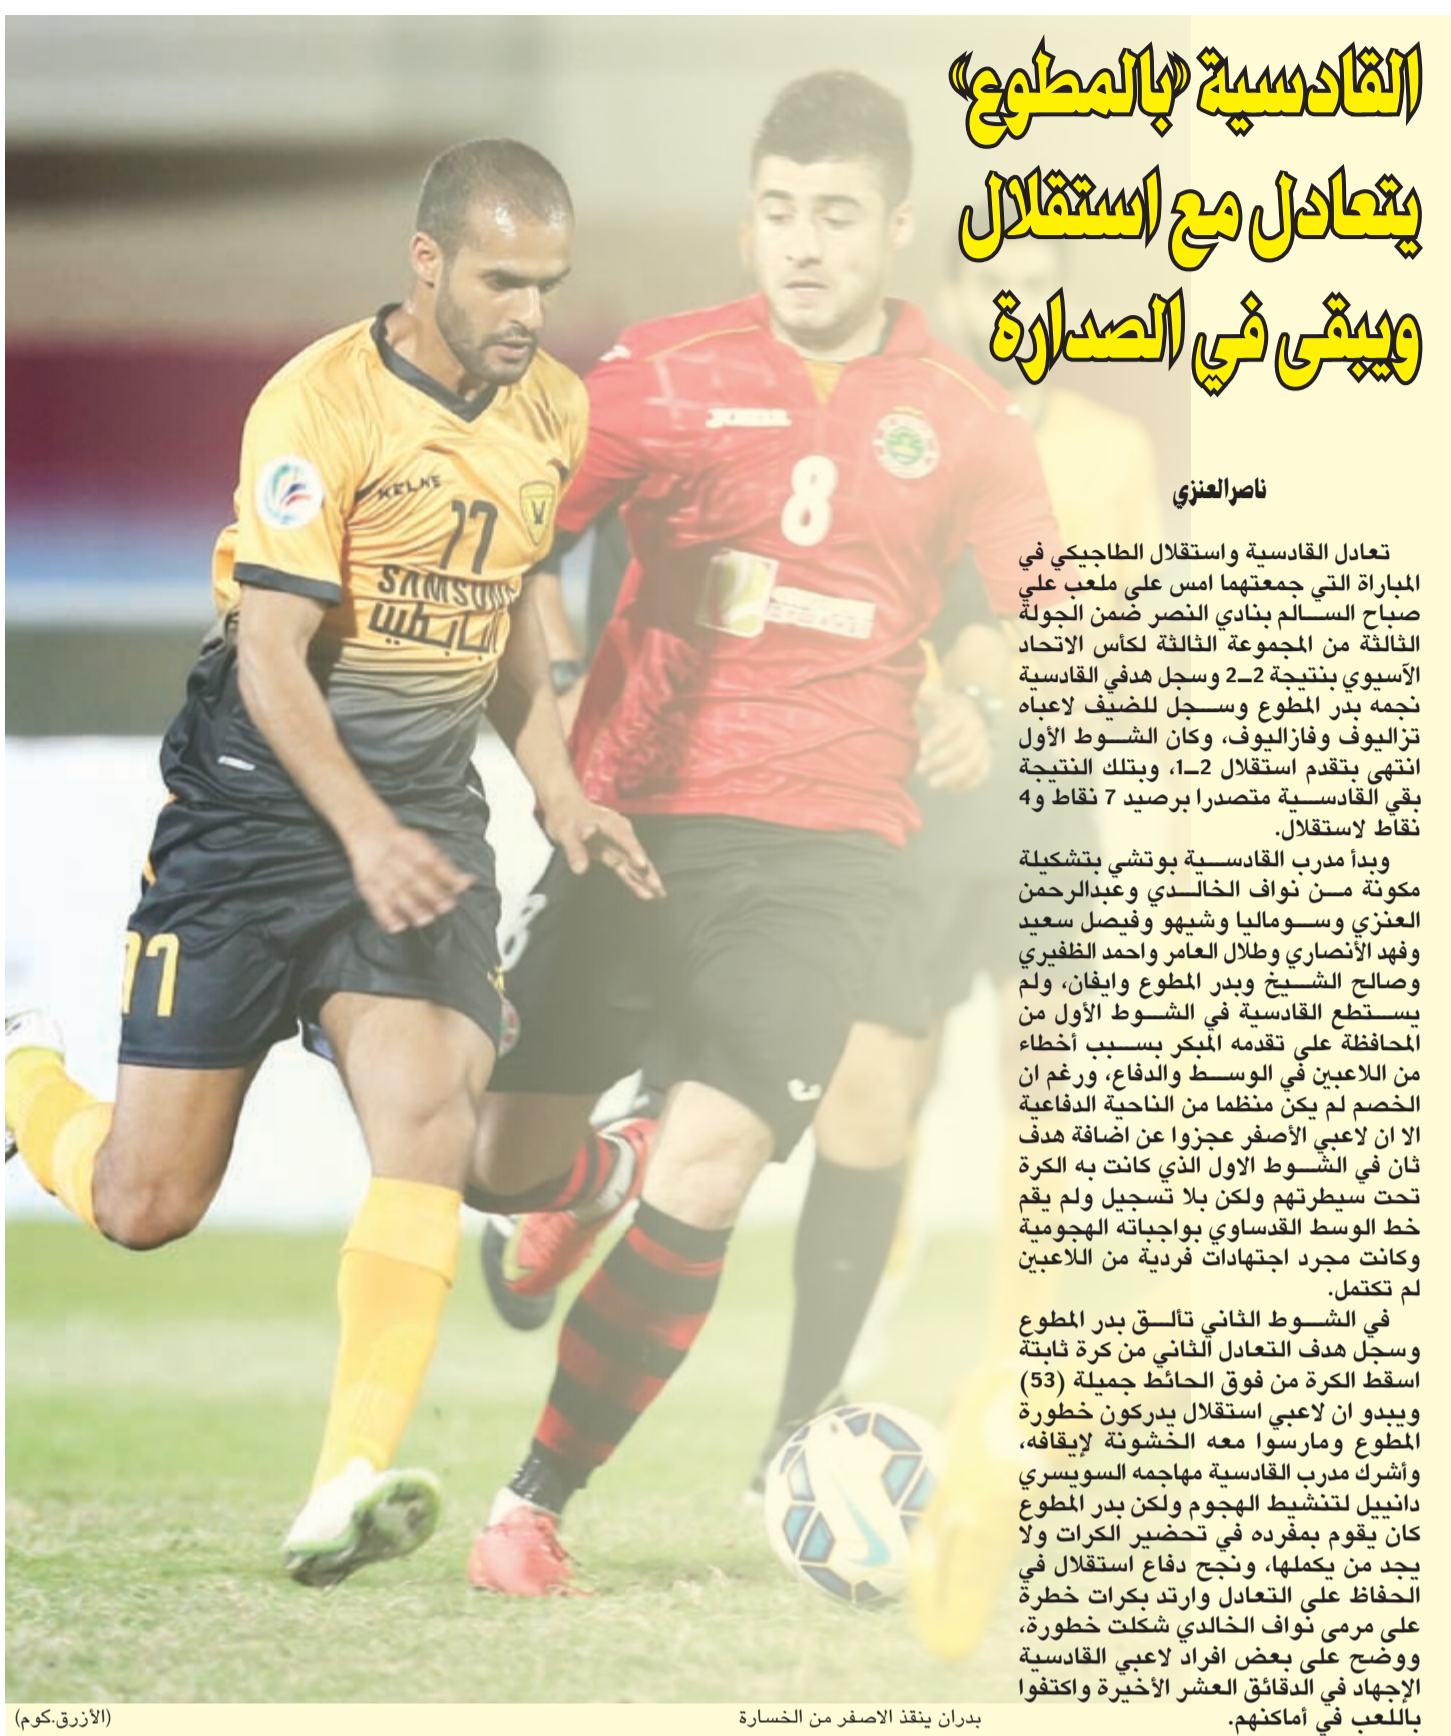 القادسية «بالمطوع»
يتعادل مع استقلال
ويبقى في الصدارة
ناصر العنزي
تعادل القادسية واستقلال الطاجيكي في
المباراة التي جمعتهما امس على ملعب علي
صباح السالم بنادي النصر ضمن الجولة
الثالثة من المجموعة الثالثة لكأس الاتحاد
الآسيوي بنتيجة 2-2 وسجل هدفي القادسية
نجمه بدر المطوع وسجل للضيف لاعباه
تزاليوف وفازاليوف، وكان الشوط الأول
انتهى بتقدم استقلال 2-1، وبتلك النتيجة
بقي القادسية متصدرا برصيد 7 نقاط و4
نقاط لاستقلال.
وبدأ مدرب القادسية بوتشي بتشكيلة
مكونة من نواف الخالدي وعبدالرحمن
العنزي وسوماليا وشيهو وفيصل سعيد
وفهد الأنصاري وطلال العامر واحمد الظفيري
وصالح الشيخ وبدر المطوع وايفان، ولم
يستطع القادسية في الشوط الأول من
المحافظة على تقدمه المبكر بسبب أخطاء
من اللاعبين في الوسط والدفاع، ورغم ان
الخصم لم يكن منظما من الناحية الدفاعية
الا ان لاعبي الأصفر عجزوا عن اضافة هدف
ثان في الشوط الاول الذي كانت به الكرة
تحت سيطرتهم ولكن بلا تسجيل ولم يقم
خط الوسط القدساوي بواجباته الهجومية
وكانت مجرد اجتهادات فردية من اللاعبين
لم تكتمل.
في الشوط الثاني تألق بدر المطوع
وسجل هدف التعادل الثاني من كرة ثابتة
اسقط الكرة من فوق الحائط جميلة (53)
ويبدو ان لاعبي استقلال يدركون خطورة
المطوع ومارسوا معه الخشونة لإيقافه،
وأشرك مدرب القادسية مهاجمه السويسري
دانييل لتنشيط الهجوم ولكن بدر المطوع
كان يقوم بمفرده في تحضير الكرات ولا
يجد من يكملها، ونجح دفاع استقلال في
الحفاظ على التعادل وارتد بكرات خطرة
على مرمى نواف الخالدي شكلت خطورة،
ووضح على بعض افراد لاعبي القادسية
الإجهاد في الدقائق العشر الأخيرة واكتفوا
باللعب في أماكنهم.
KELME
17
SAMSUNG
البابطين
17
JOMA
8
8
بدران ينقذ الاصفر من الخسارة
(الأزرق.كوم)